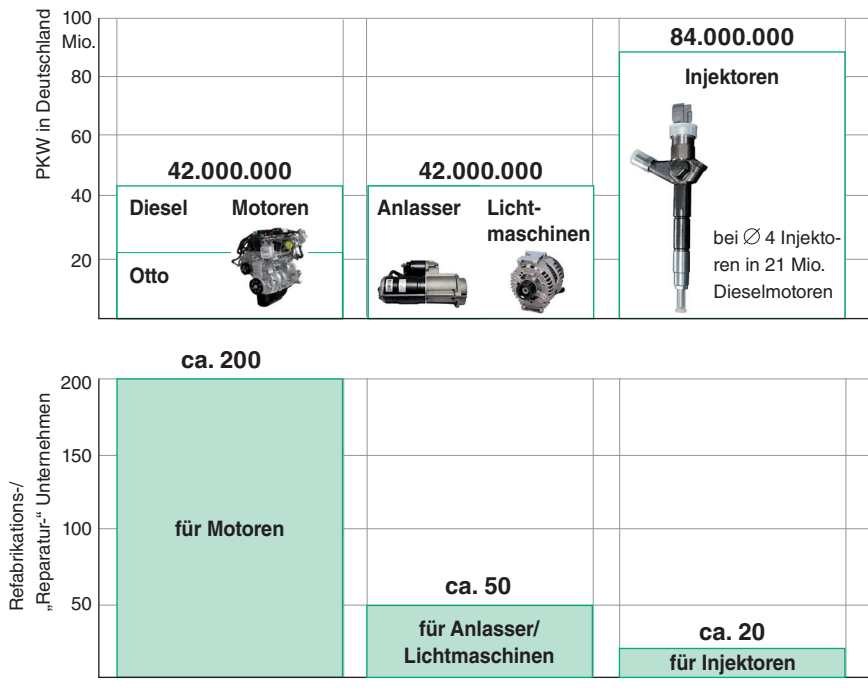 PKW in Deutschland
100
Mio.
80
60
40
20
42.000.000
Diesel
Motoren
Otto
42.000.000
Anlasser
Licht-
maschinen
84.000.000
Injektoren
bei ∅ 4 Injekto-
ren in 21 Mio.
Dieselmotoren
Refabrikations-/
„Reparatur-“ Unternehmen
200
150
100
50
ca. 200
für Motoren
ca. 50
für Anlasser/
Lichtmaschinen
ca. 20
für Injektoren